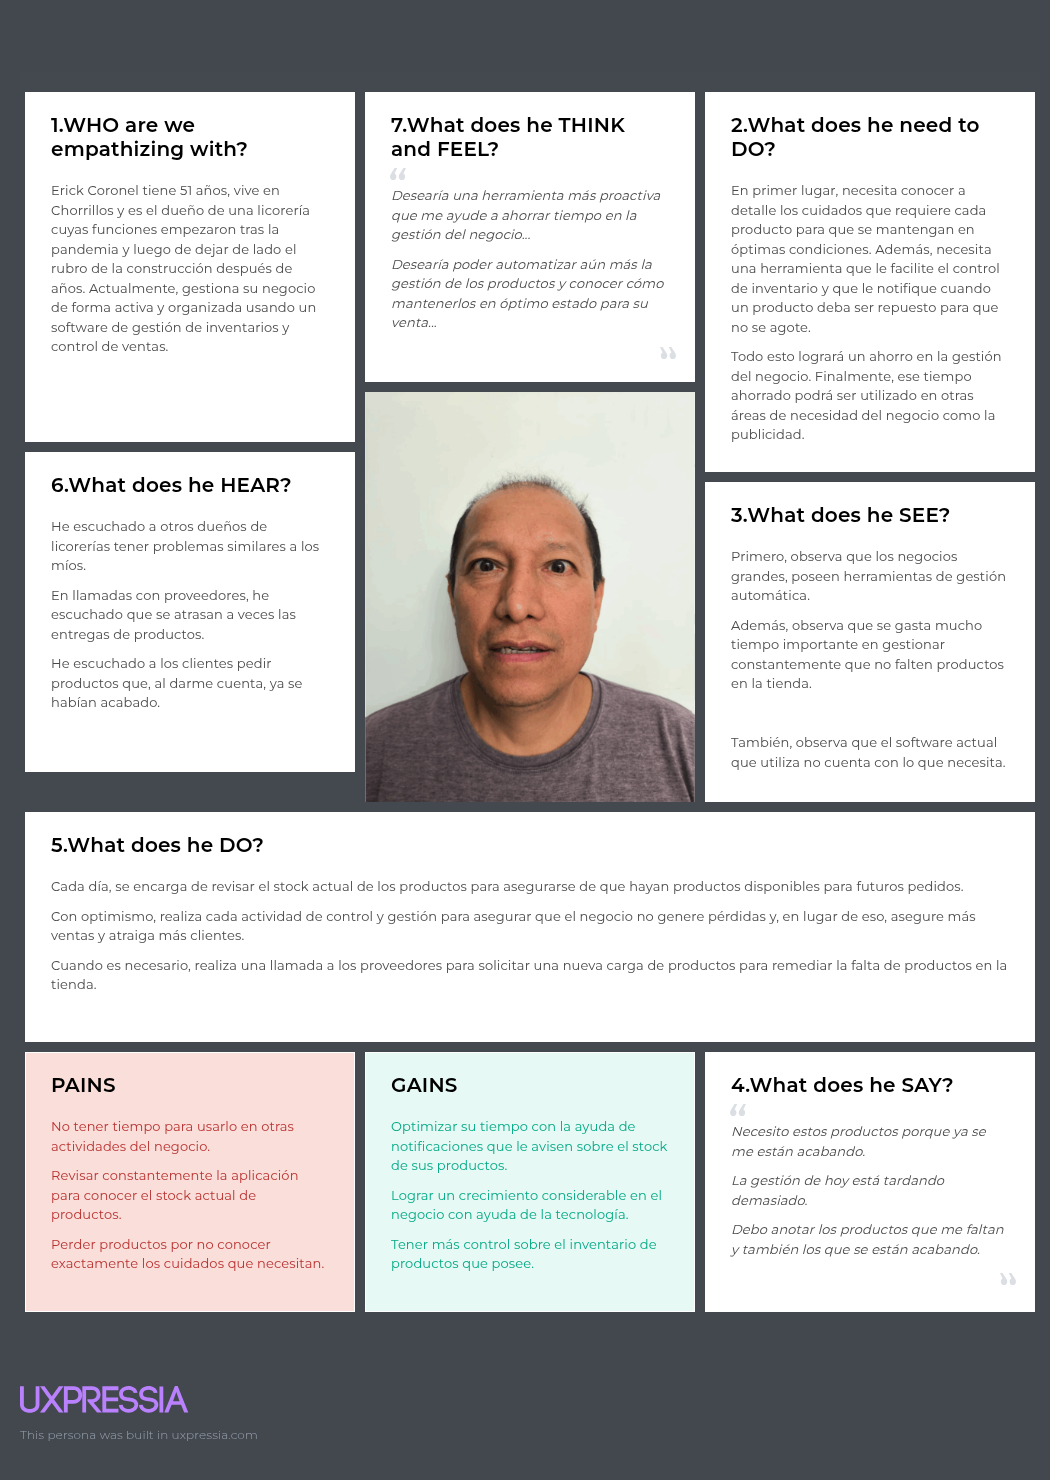 1.WHO are we
empathizing with?
Erick Coronel tiene 51 años, vive en
Chorrillos y es el dueño de una licorería
cuyas funciones empezaron tras la
pandemia y luego de dejar de lado el
rubro de la construcción después de
años. Actualmente, gestiona su negocio
de forma activa y organizada usando un
software de gestión de inventarios y
control de ventas.
7.What does he THINK
and FEEL?
“
Desearía una herramienta más proactiva
que me ayude a ahorrar tiempo en la
gestión del negocio...
Desearía poder automatizar aún más la
gestión de los productos y conocer cómo
mantenerlos en óptimo estado para su
venta...
”
2.What does he need to
DO?
En primer lugar, necesita conocer a
detalle los cuidados que requiere cada
producto para que se mantengan en
óptimas condiciones. Además, necesita
una herramienta que le facilite el control
de inventario y que le notifique cuando
un producto deba ser repuesto para que
no se agote.
Todo esto logrará un ahorro en la gestión
del negocio. Finalmente, ese tiempo
ahorrado podrá ser utilizado en otras
áreas de necesidad del negocio como la
publicidad.
6.What does he HEAR?
He escuchado a otros dueños de
licorerías tener problemas similares a los
míos.
En llamadas con proveedores, he
escuchado que se atrasan a veces las
entregas de productos.
He escuchado a los clientes pedir
productos que, al darme cuenta, ya se
habían acabado.
3.What does he SEE?
Primero, observa que los negocios
grandes, poseen herramientas de gestión
automática.
Además, observa que se gasta mucho
tiempo importante en gestionar
constantemente que no falten productos
en la tienda.
También, observa que el software actual
que utiliza no cuenta con lo que necesita.
5.What does he DO?
Cada día, se encarga de revisar el stock actual de los productos para asegurarse de que hayan productos disponibles para futuros pedidos.
Con optimismo, realiza cada actividad de control y gestión para asegurar que el negocio no genere pérdidas y, en lugar de eso, asegure más
ventas y atraiga más clientes.
Cuando es necesario, realiza una llamada a los proveedores para solicitar una nueva carga de productos para remediar la falta de productos en la
tienda.
PAINS
No tener tiempo para usarlo en otras
actividades del negocio.
Revisar constantemente la aplicación
para conocer el stock actual de
productos.
Perder productos por no conocer
exactamente los cuidados que necesitan.
GAINS
Optimizar su tiempo con la ayuda de
notificaciones que le avisen sobre el stock
de sus productos.
Lograr un crecimiento considerable en el
negocio con ayuda de la tecnología.
Tener más control sobre el inventario de
productos que posee.
4.What does he SAY?
“
Necesito estos productos porque ya se
me están acabando.
La gestión de hoy está tardando
demasiado.
Debo anotar los productos que me faltan
y también los que se están acabando.
”
UXPRESSIA
This persona was built in uxpressia.com